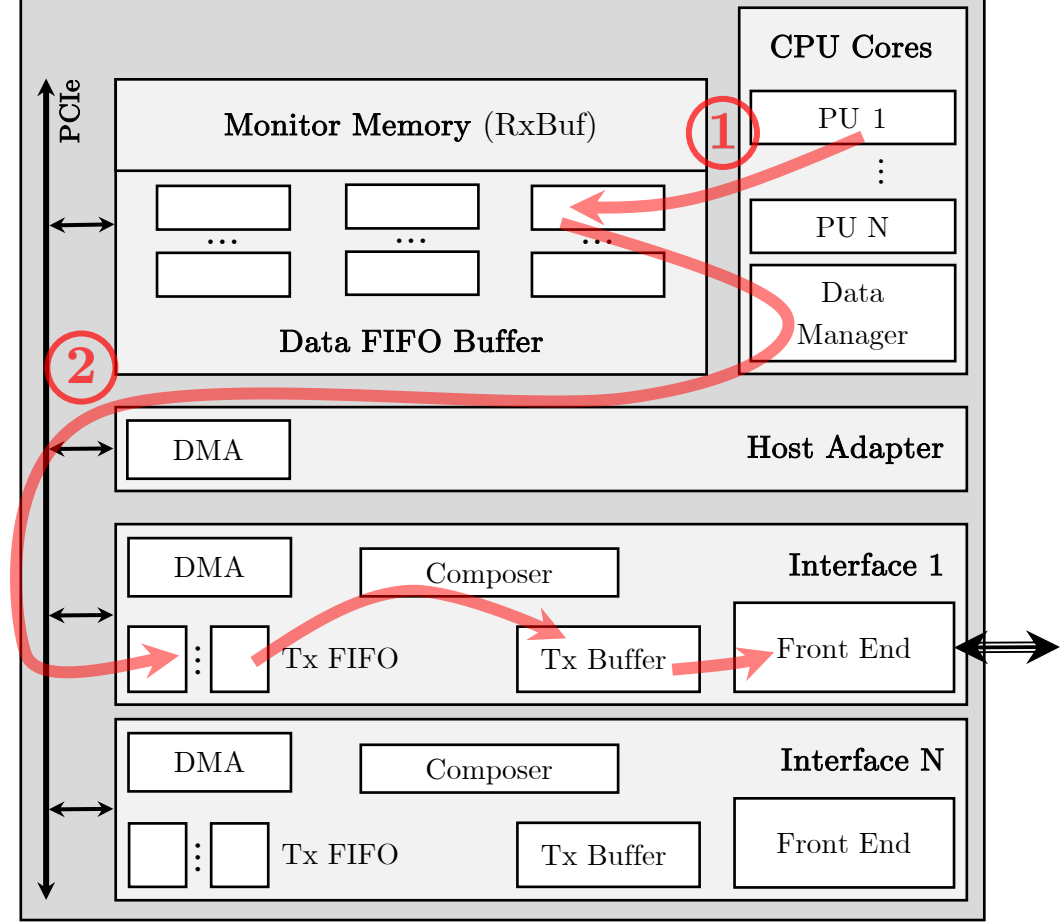 CPU Cores
PCIe
Monitor Memory (RxBuf)
1
PU 1
⋮
PU N
...
...
...
Data
Manager
Data FIFO Buffer
2
DMA
Host Adapter
DMA
Composer
Interface 1
⋮
Tx FIFO
Tx Buffer
Front End
DMA
Composer
Interface N
⋮
Tx FIFO
Tx Buffer
Front End